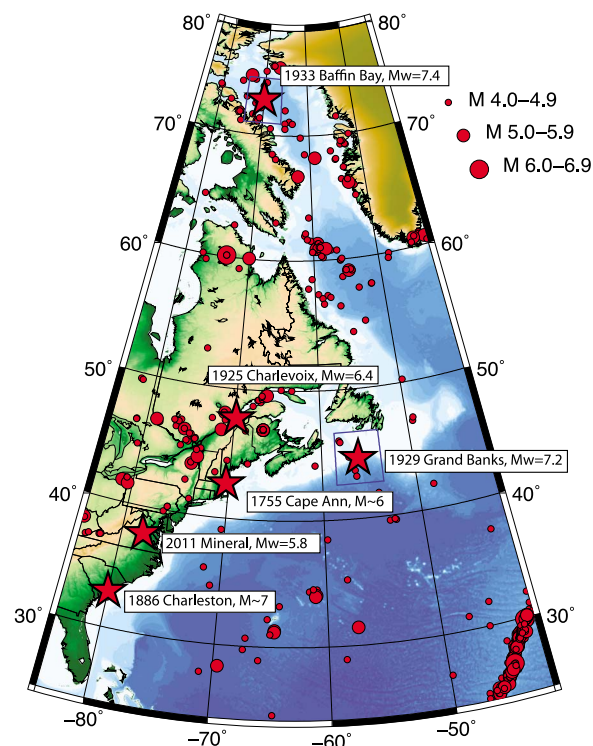 80˚
80˚
1933 Baffin Bay, Mw=7.4
M 4.0–4.9
70˚
70˚
M 5.0–5.9
M 6.0–6.9
60˚
60˚
50˚
50˚
1925 Charlevoix, Mw=6.4
1929 Grand Banks, Mw=7.2
40˚
40˚
1755 Cape Ann, M~6
2011 Mineral, Mw=5.8
1886 Charleston, M~7
30˚
30˚
–80˚
–70˚
–60˚
–50˚